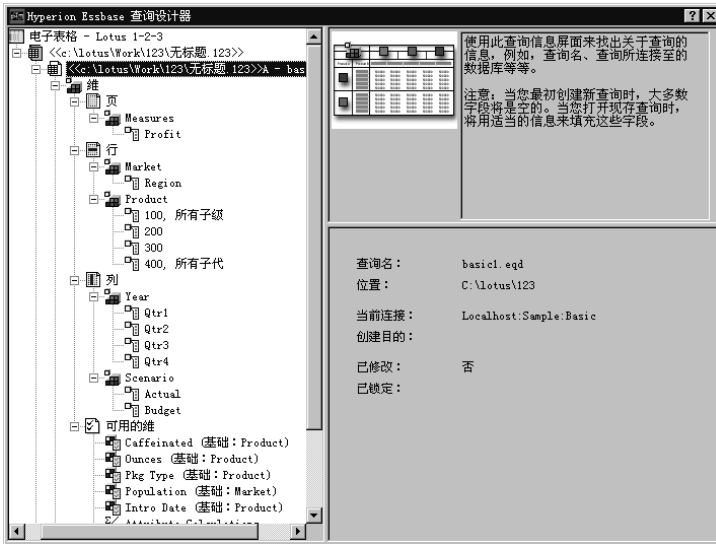 Hyperion Essbase 查询设计器
电子表格 - Lotus 1-2-3
<<c:\lotus\Work\123\无标题.123>>
<<c:\lotus\Work\123\无标题.123>>A - bas
维
页
Measures
Profit
行
Market
Region
Product
100, 所有子级
200
300
400, 所有子代
列
Year
Qtr1
Qtr2
Qtr3
Qtr4
Scenario
Actual
Budget
可用的维
Caffeinated (基础：Product)
Ounces (基础：Product)
Pkg Type (基础：Product)
Population (基础：Market)
Intro Date (基础：Product)
Attribute Calculations
使用此查询信息屏面来找出关于查询的
信息，例如，查询名、查询所连接至的
数据库等等。
注意：当您最初创建新查询时，大多数
字段将是空的。当您打开现存查询时，
将用适当的信息来填充这些字段。
查询名： basic1.eqd
位置： C:\lotus\123
当前连接： Localhost:Sample:Basic
创建目的：
已修改： 否
已锁定：